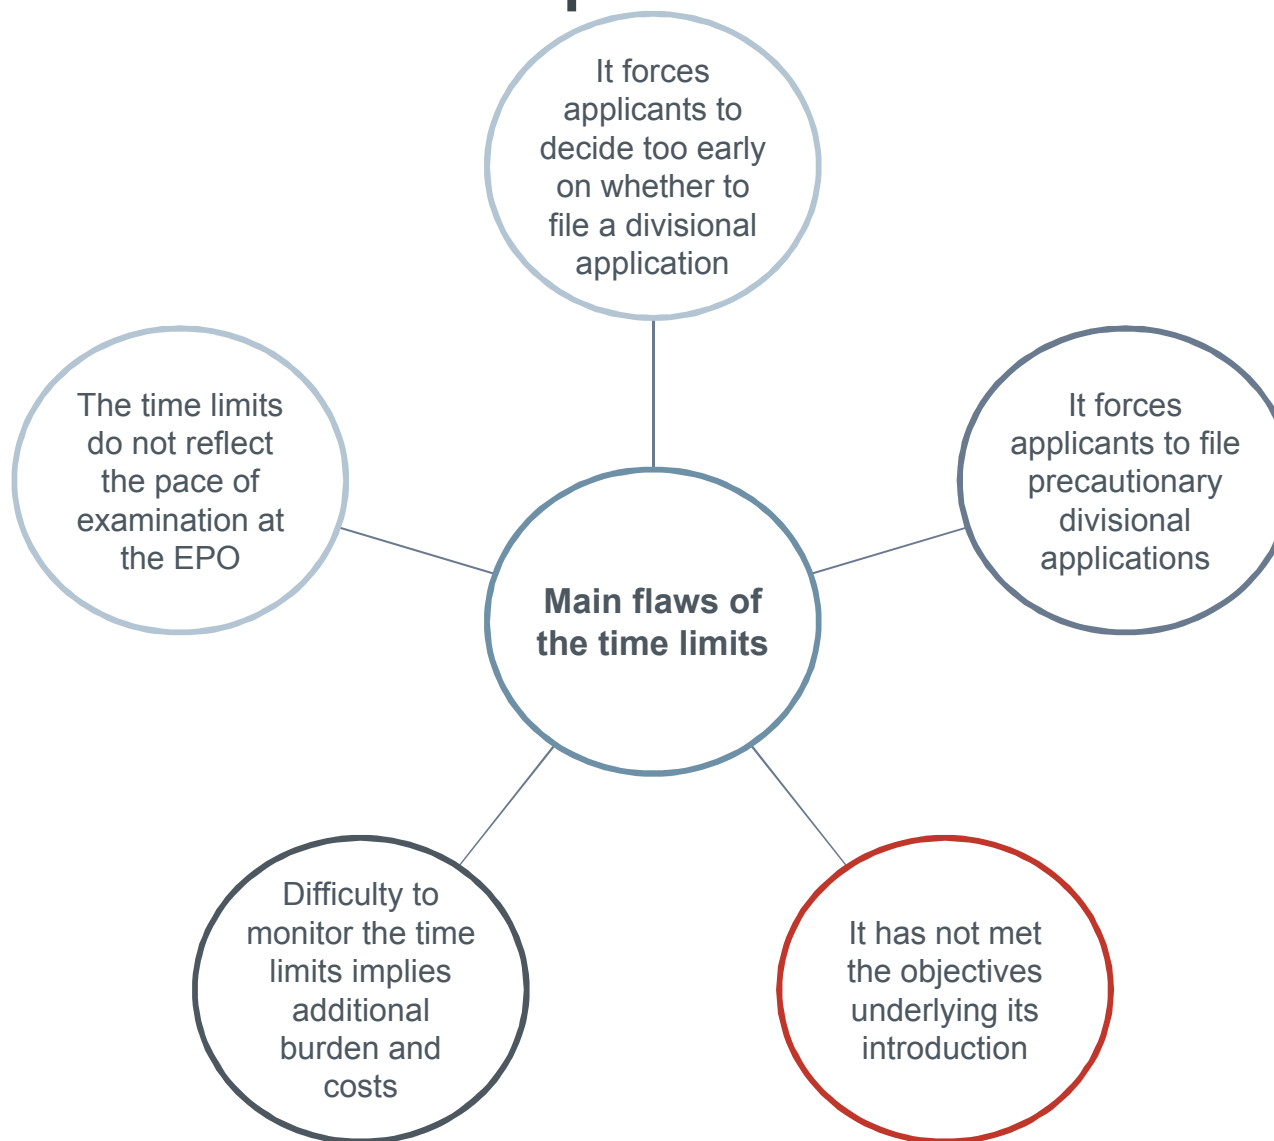 It forces
applicants to
decide too early
on whether to
file a divisional
application
The time limits
do not reflect
the pace of
examination at
the EPO
It forces
applicants to file
precautionary
divisional
applications
Main flaws of
the time limits
Difficulty to
monitor the time
limits implies
additional
burden and
costs
It has not met
the objectives
underlying its
introduction